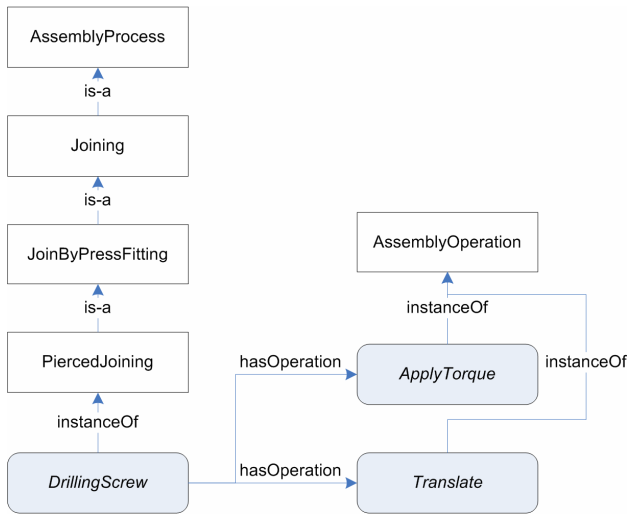 AssemblyProcess
is-a
Joining
is-a
JoinByPressFitting
AssemblyOperation
is-a
instanceOf
PiercedJoining
hasOperation
ApplyTorque
instanceOf
instanceOf
DrillingScrew
hasOperation
Translate